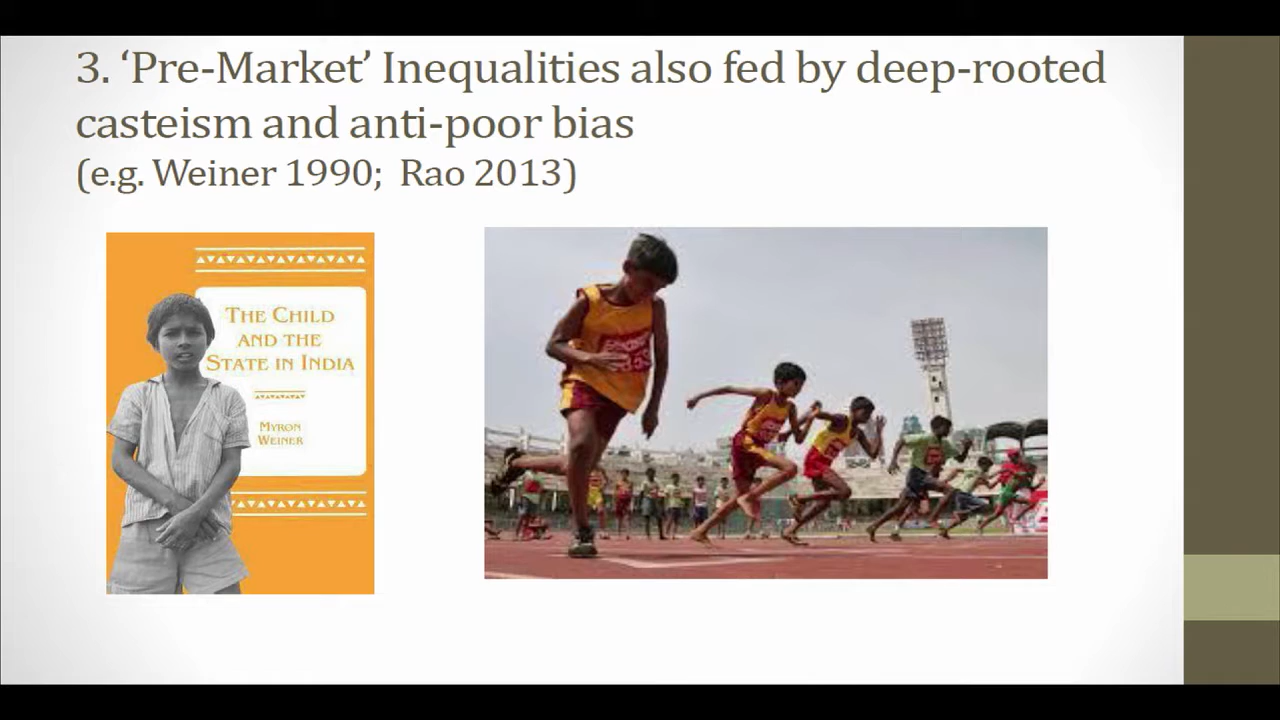 3. ‘Pre-Market’ Inequalities also fed by deep-rooted
casteism and anti-poor bias
(e.g. Weiner 1990;  Rao 2013)
THE CHILD
AND THE
STATE IN INDIA
MYRON
WEINER